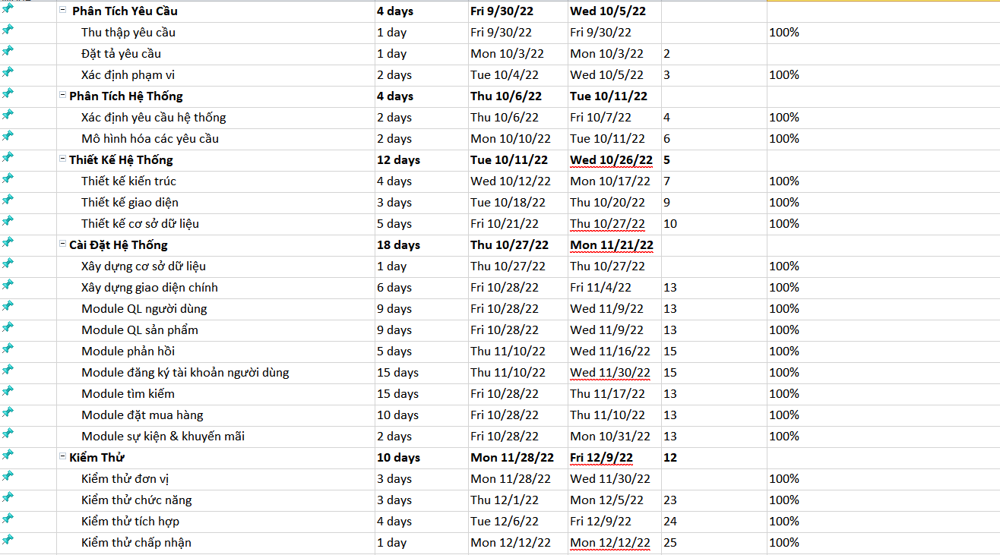 Phân Tích Yêu Cầu 4 days Fri 9/30/22 Wed 10/5/22
Thu thập yêu cầu 1 day Fri 9/30/22 Fri 9/30/22 100%
Đặt tả yêu cầu 1 day Mon 10/3/22 Mon 10/3/22 2
Xác định phạm vi 2 days Tue 10/4/22 Wed 10/5/22 3 100%
Phân Tích Hệ Thống 4 days Thu 10/6/22 Tue 10/11/22
Xác định yêu cầu hệ thống 2 days Thu 10/6/22 Fri 10/7/22 4 100%
Mô hình hóa các yêu cầu 2 days Mon 10/10/22 Tue 10/11/22 6 100%
Thiết Kế Hệ Thống 12 days Tue 10/11/22 Wed 10/26/22 5
Thiết kế kiến trúc 4 days Wed 10/12/22 Mon 10/17/22 7 100%
Thiết kế giao diện 3 days Tue 10/18/22 Thu 10/20/22 9 100%
Thiết kế cơ sở dữ liệu 5 days Fri 10/21/22 Thu 10/27/22 10 100%
Cài Đặt Hệ Thống 18 days Thu 10/27/22 Mon 11/21/22
Xây dựng cơ sở dữ liệu 1 day Thu 10/27/22 Thu 10/27/22 100%
Xây dựng giao diện chính 6 days Fri 10/28/22 Fri 11/4/22 13 100%
Module QL người dùng 9 days Fri 10/28/22 Wed 11/9/22 13 100%
Module QL sản phẩm 9 days Fri 10/28/22 Wed 11/9/22 13 100%
Module phản hồi 5 days Thu 11/10/22 Wed 11/16/22 15 100%
Module đăng ký tài khoản người dùng 15 days Thu 11/10/22 Wed 11/30/22 15 100%
Module tìm kiếm 15 days Fri 10/28/22 Thu 11/17/22 13 100%
Module đặt mua hàng 10 days Fri 10/28/22 Thu 11/10/22 13 100%
Module sự kiện & khuyến mãi 2 days Fri 10/28/22 Mon 10/31/22 13 100%
Kiểm Thử 10 days Mon 11/28/22 Fri 12/9/22 12
Kiểm thử đơn vị 3 days Mon 11/28/22 Wed 11/30/22 100%
Kiểm thử chức năng 3 days Thu 12/1/22 Mon 12/5/22 23 100%
Kiểm thử tích hợp 4 days Tue 12/6/22 Fri 12/9/22 24 100%
Kiểm thử chấp nhận 1 day Mon 12/12/22 Mon 12/12/22 25 100%